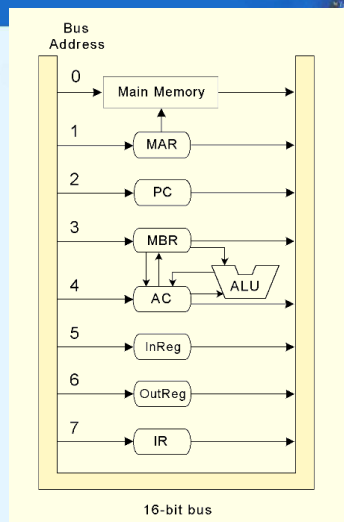 Bus
Address
0
Main Memory
1
MAR
2
PC
3
MBR
ALU
4
AC
5
InReg
6
OutReg
7
IR
16-bit bus